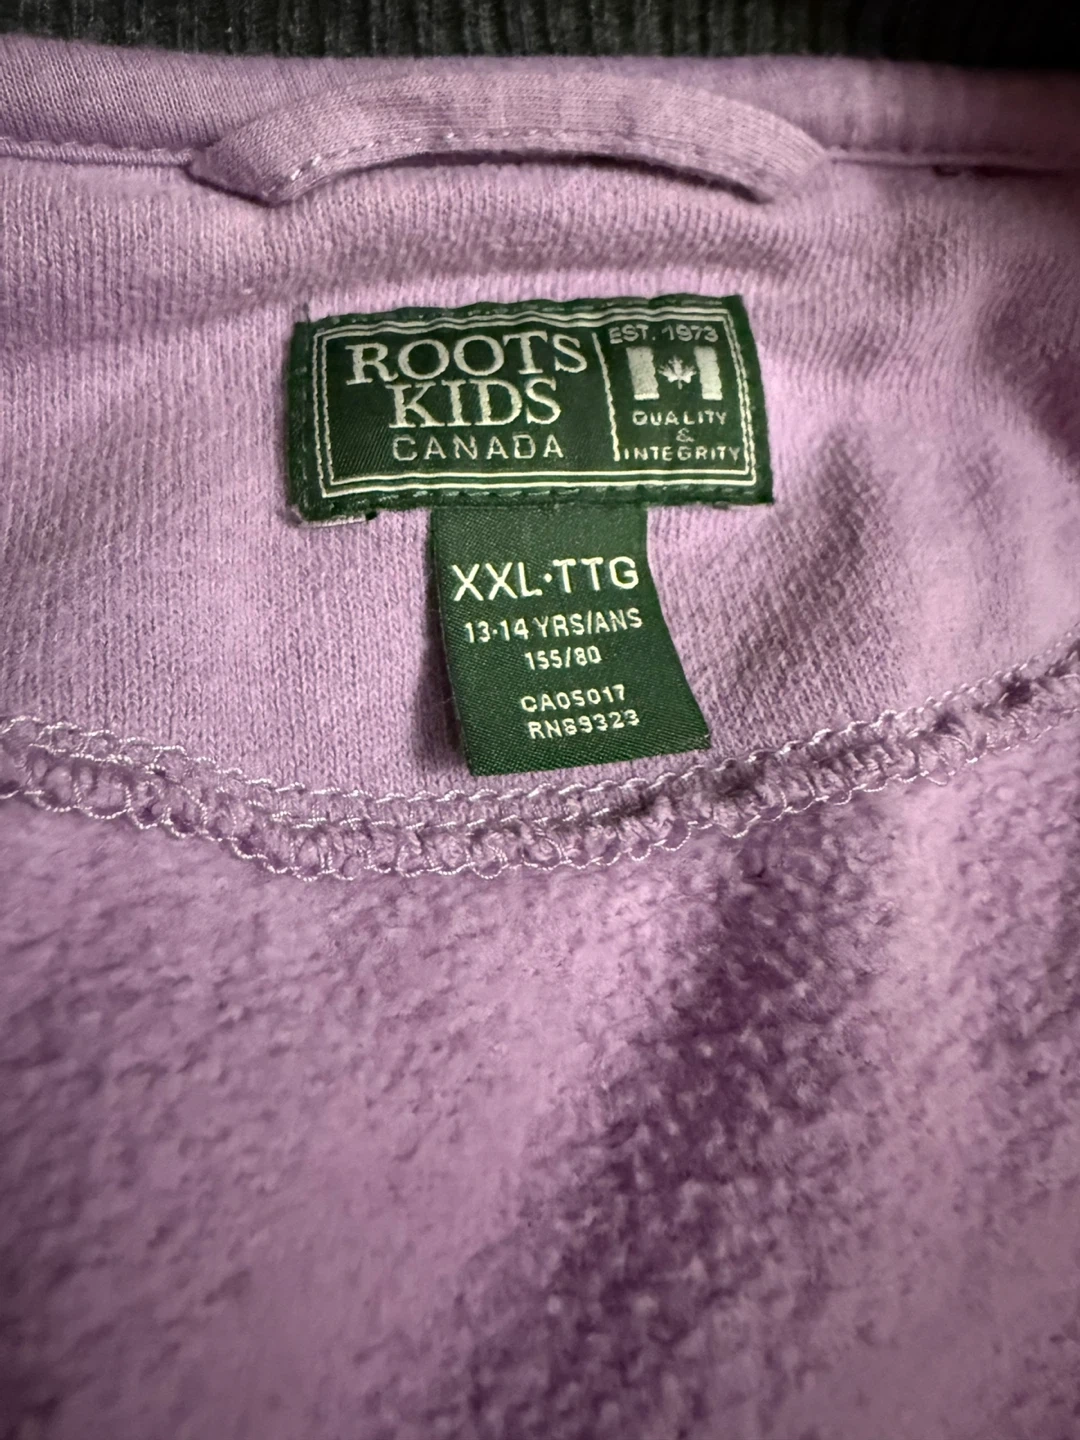 ROOTS
KIDS
CANADA
EST. 1973
QUALITY
&
INTEGRITY
XXL·TTG
13·14 YRS/ANS
155/80
CA05017
RN89323